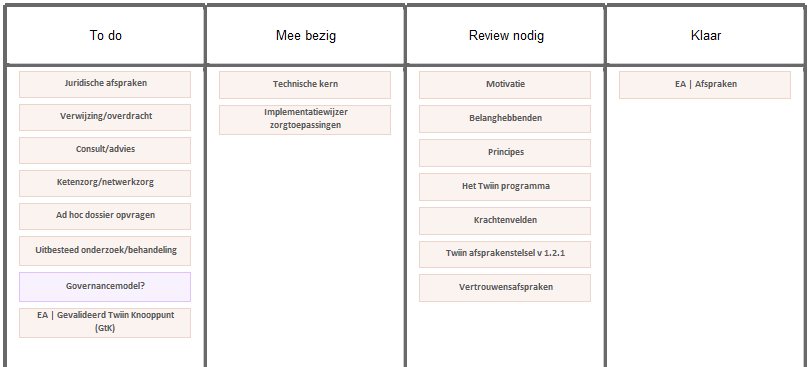 To do
Mee bezig
Review nodig
Klaar
Juridische afspraken
Verwijzing/overdracht
Consult/advies
Ketenzorg/netwerkzorg
Ad hoc dossier opvragen
Uitbesteed onderzoek/behandeling
Governancemodel?
EA | Gevalideerd Twiin Knooppunt
(GtK)
Technische kern
Implementatiewijzer
zorgtoepassingen
Motivatie
Belanghebbenden
Principes
Het Twiin programma
Krachtenvelden
Twiin afsprakenstelsel v 1.2.1
Vertrouwensafspraken
EA | Afspraken